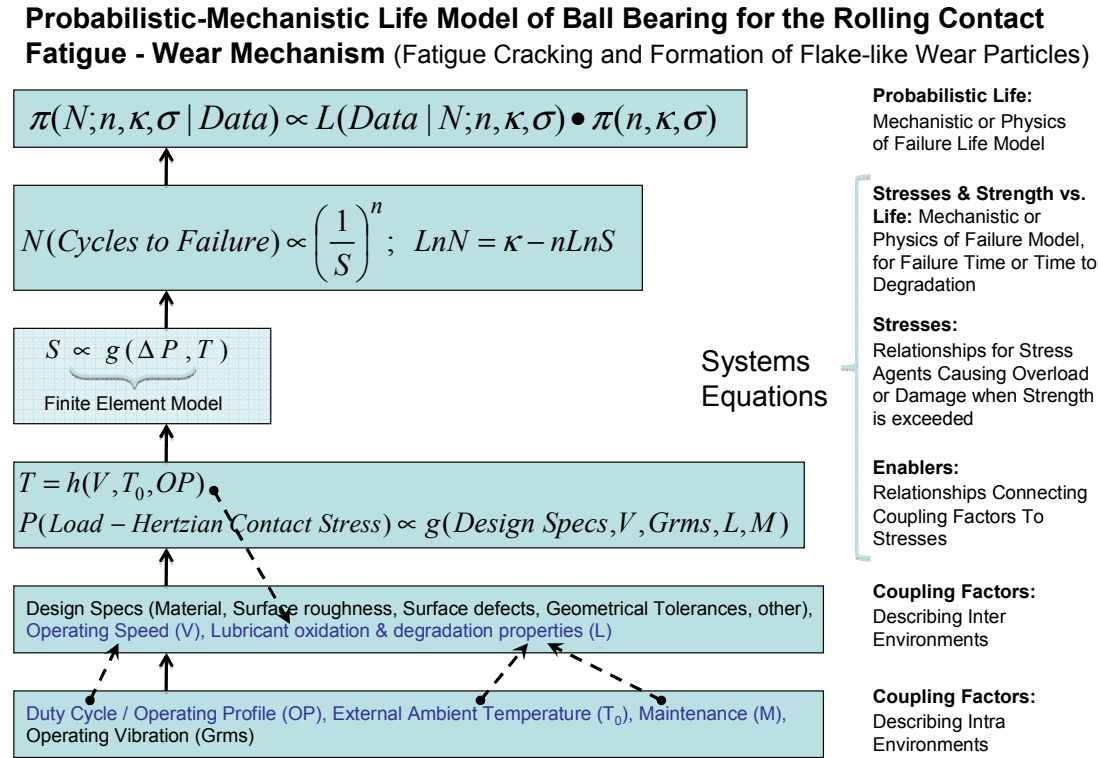 Probabilistic-Mechanistic Life Model of Ball Bearing for the Rolling Contact
Fatigue - Wear Mechanism (Fatigue Cracking and Formation of Flake-like Wear Particles)
π(N;n,κ,σ | Data) ∝ L(Data | N;n,κ,σ) • π(n,κ,σ)
Probabilistic Life:
Mechanistic or Physics
of Failure Life Model
N(Cycles to Failure) ∝ (1/S)^n ; LnN = κ − nLnS
Stresses & Strength vs.
Life: Mechanistic or
Physics of Failure Model,
for Failure Time or Time to
Degradation
S ∝ g(Δ P, T)
Finite Element Model
Systems
Equations
Stresses:
Relationships for Stress
Agents Causing Overload
or Damage when Strength
is exceeded
T = h(V,T₀,OP)
P(Load − Hertzian Contact Stress) ∝ g(Design Specs,V,Grms,L,M)
Enablers:
Relationships Connecting
Coupling Factors To
Stresses
Design Specs (Material, Surface roughness, Surface defects, Geometrical Tolerances, other),
Operating Speed (V), Lubricant oxidation & degradation properties (L)
Coupling Factors:
Describing Inter
Environments
Duty Cycle / Operating Profile (OP), External Ambient Temperature (T₀), Maintenance (M),
Operating Vibration (Grms)
Coupling Factors:
Describing Intra
Environments